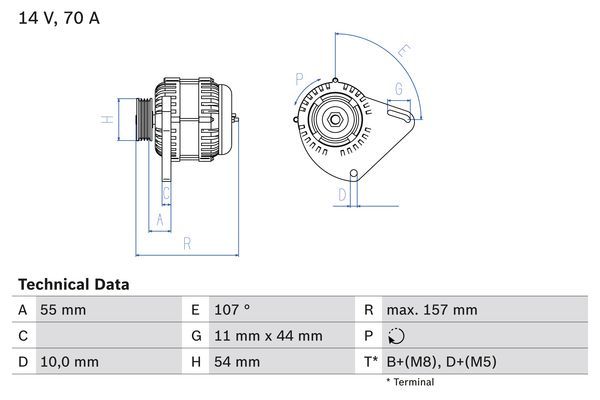 14 V, 70 A
E
P
G
H
D
C
A
R
Technical Data
A 55 mm E 107 ° R max. 157 mm
C G 11 mm x 44 mm P
D 10,0 mm H 54 mm T* B+(M8), D+(M5)
* Terminal